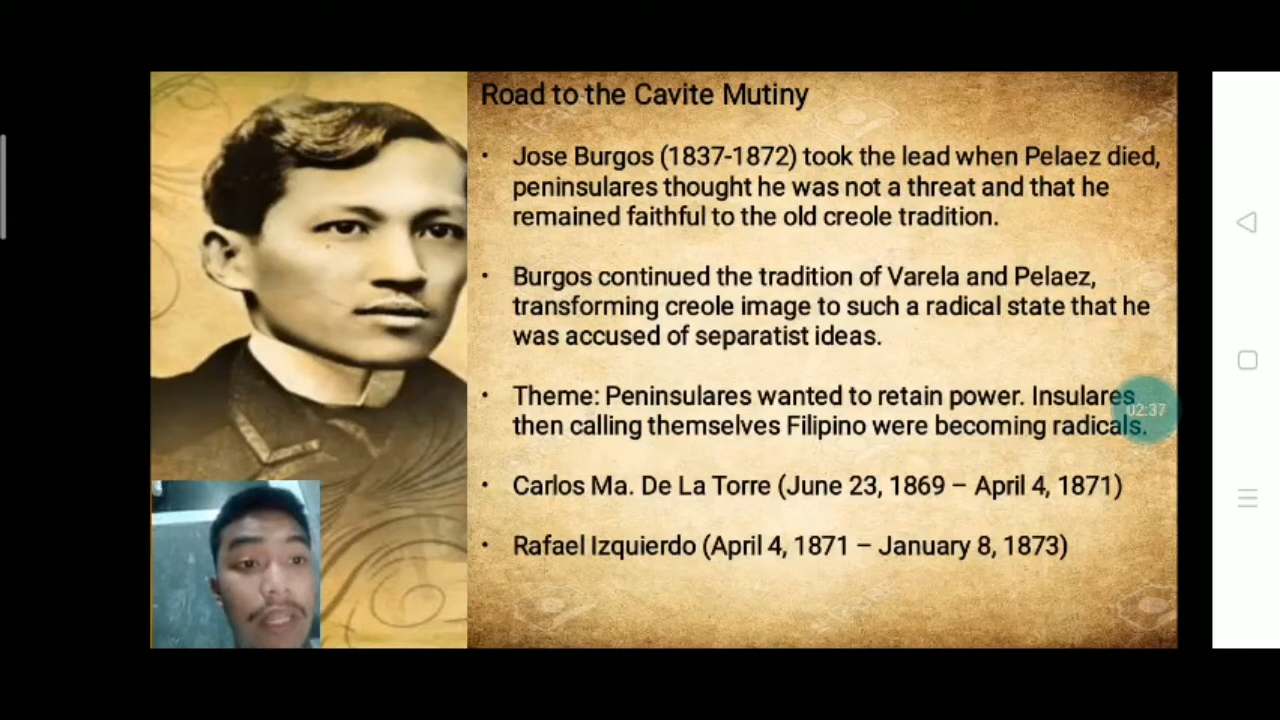 Road to the Cavite Mutiny
• Jose Burgos (1837-1872) took the lead when Pelaez died,
peninsulares thought he was not a threat and that he
remained faithful to the old creole tradition.
• Burgos continued the tradition of Varela and Pelaez,
transforming creole image to such a radical state that he
was accused of separatist ideas.
• Theme: Peninsulares wanted to retain power. Insulares
then calling themselves Filipino were becoming radicals.
02:37
• Carlos Ma. De La Torre (June 23, 1869 – April 4, 1871)
• Rafael Izquierdo (April 4, 1871 – January 8, 1873)